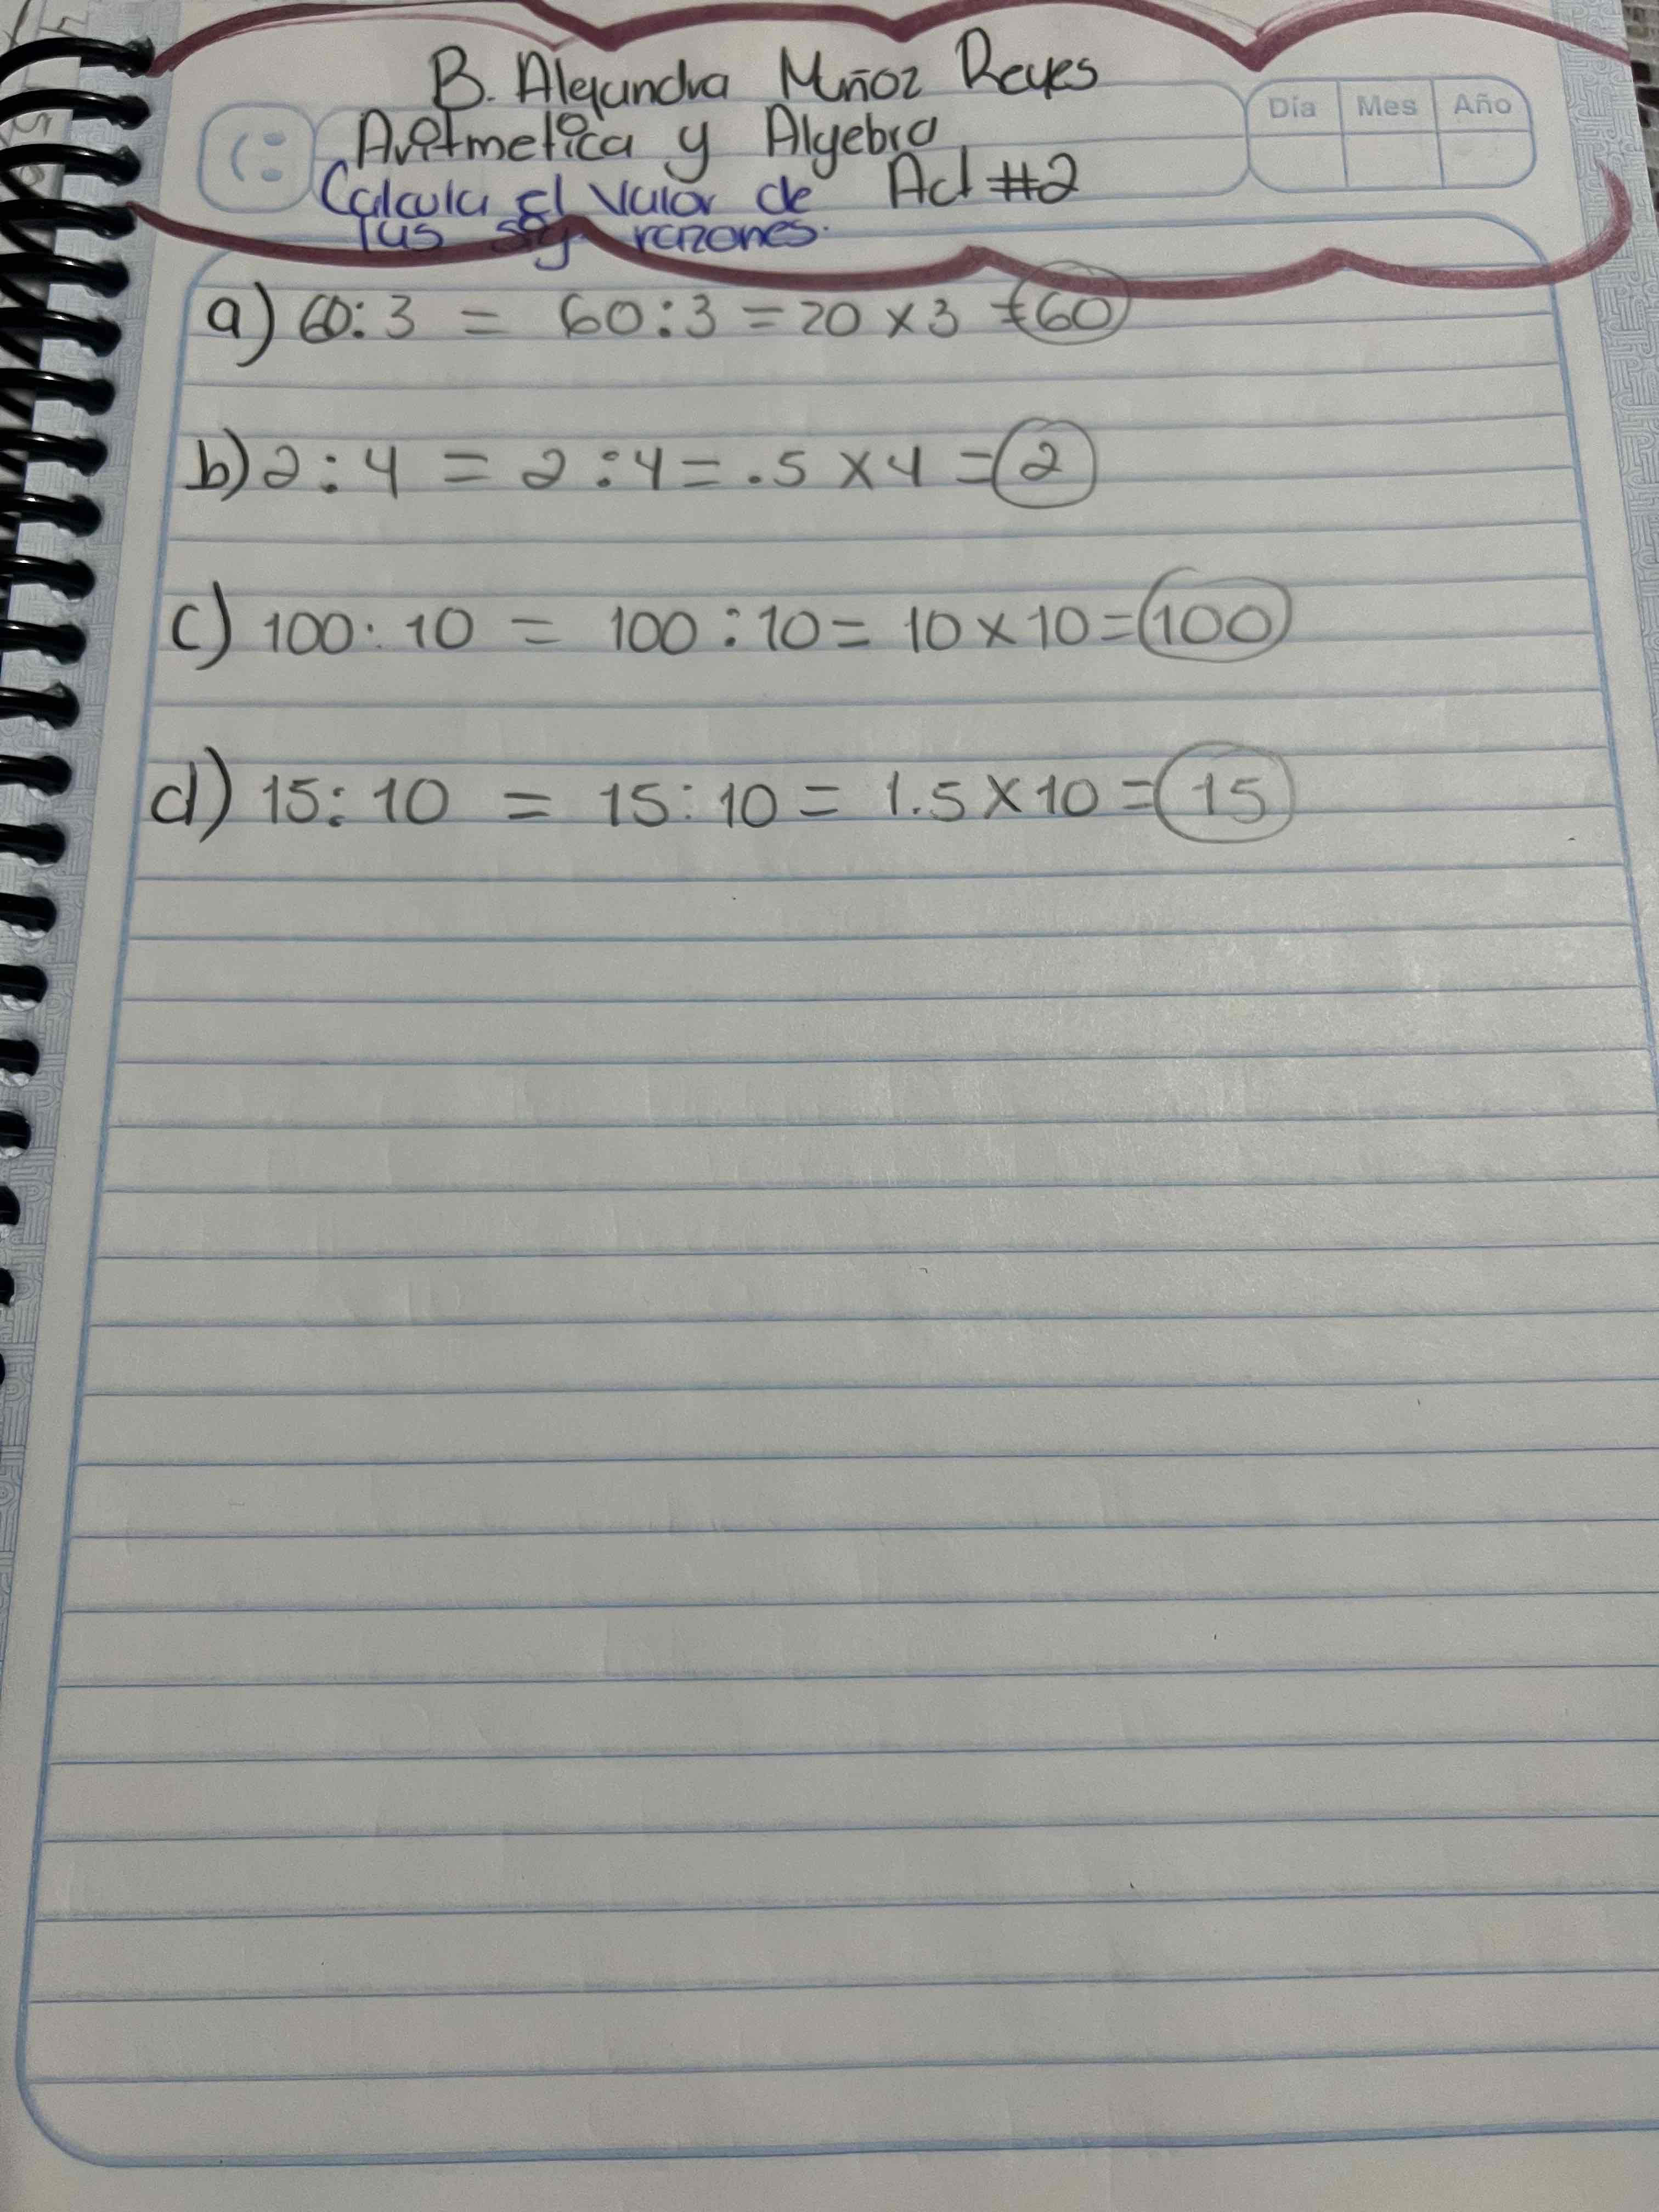 B. Alejandra Muñoz Reyes
Día Mes Año
Aritmetica y Algebra
Calcula el valor de Act #2
las sig razones.
a) 60:3 = 60:3 = 20 x 3 = 60
b) 2:4 = 2:4 = .5 x 4 = 2
c) 100:10 = 100:10 = 10 x 10 = 100
d) 15:10 = 15:10 = 1.5 x 10 = 15